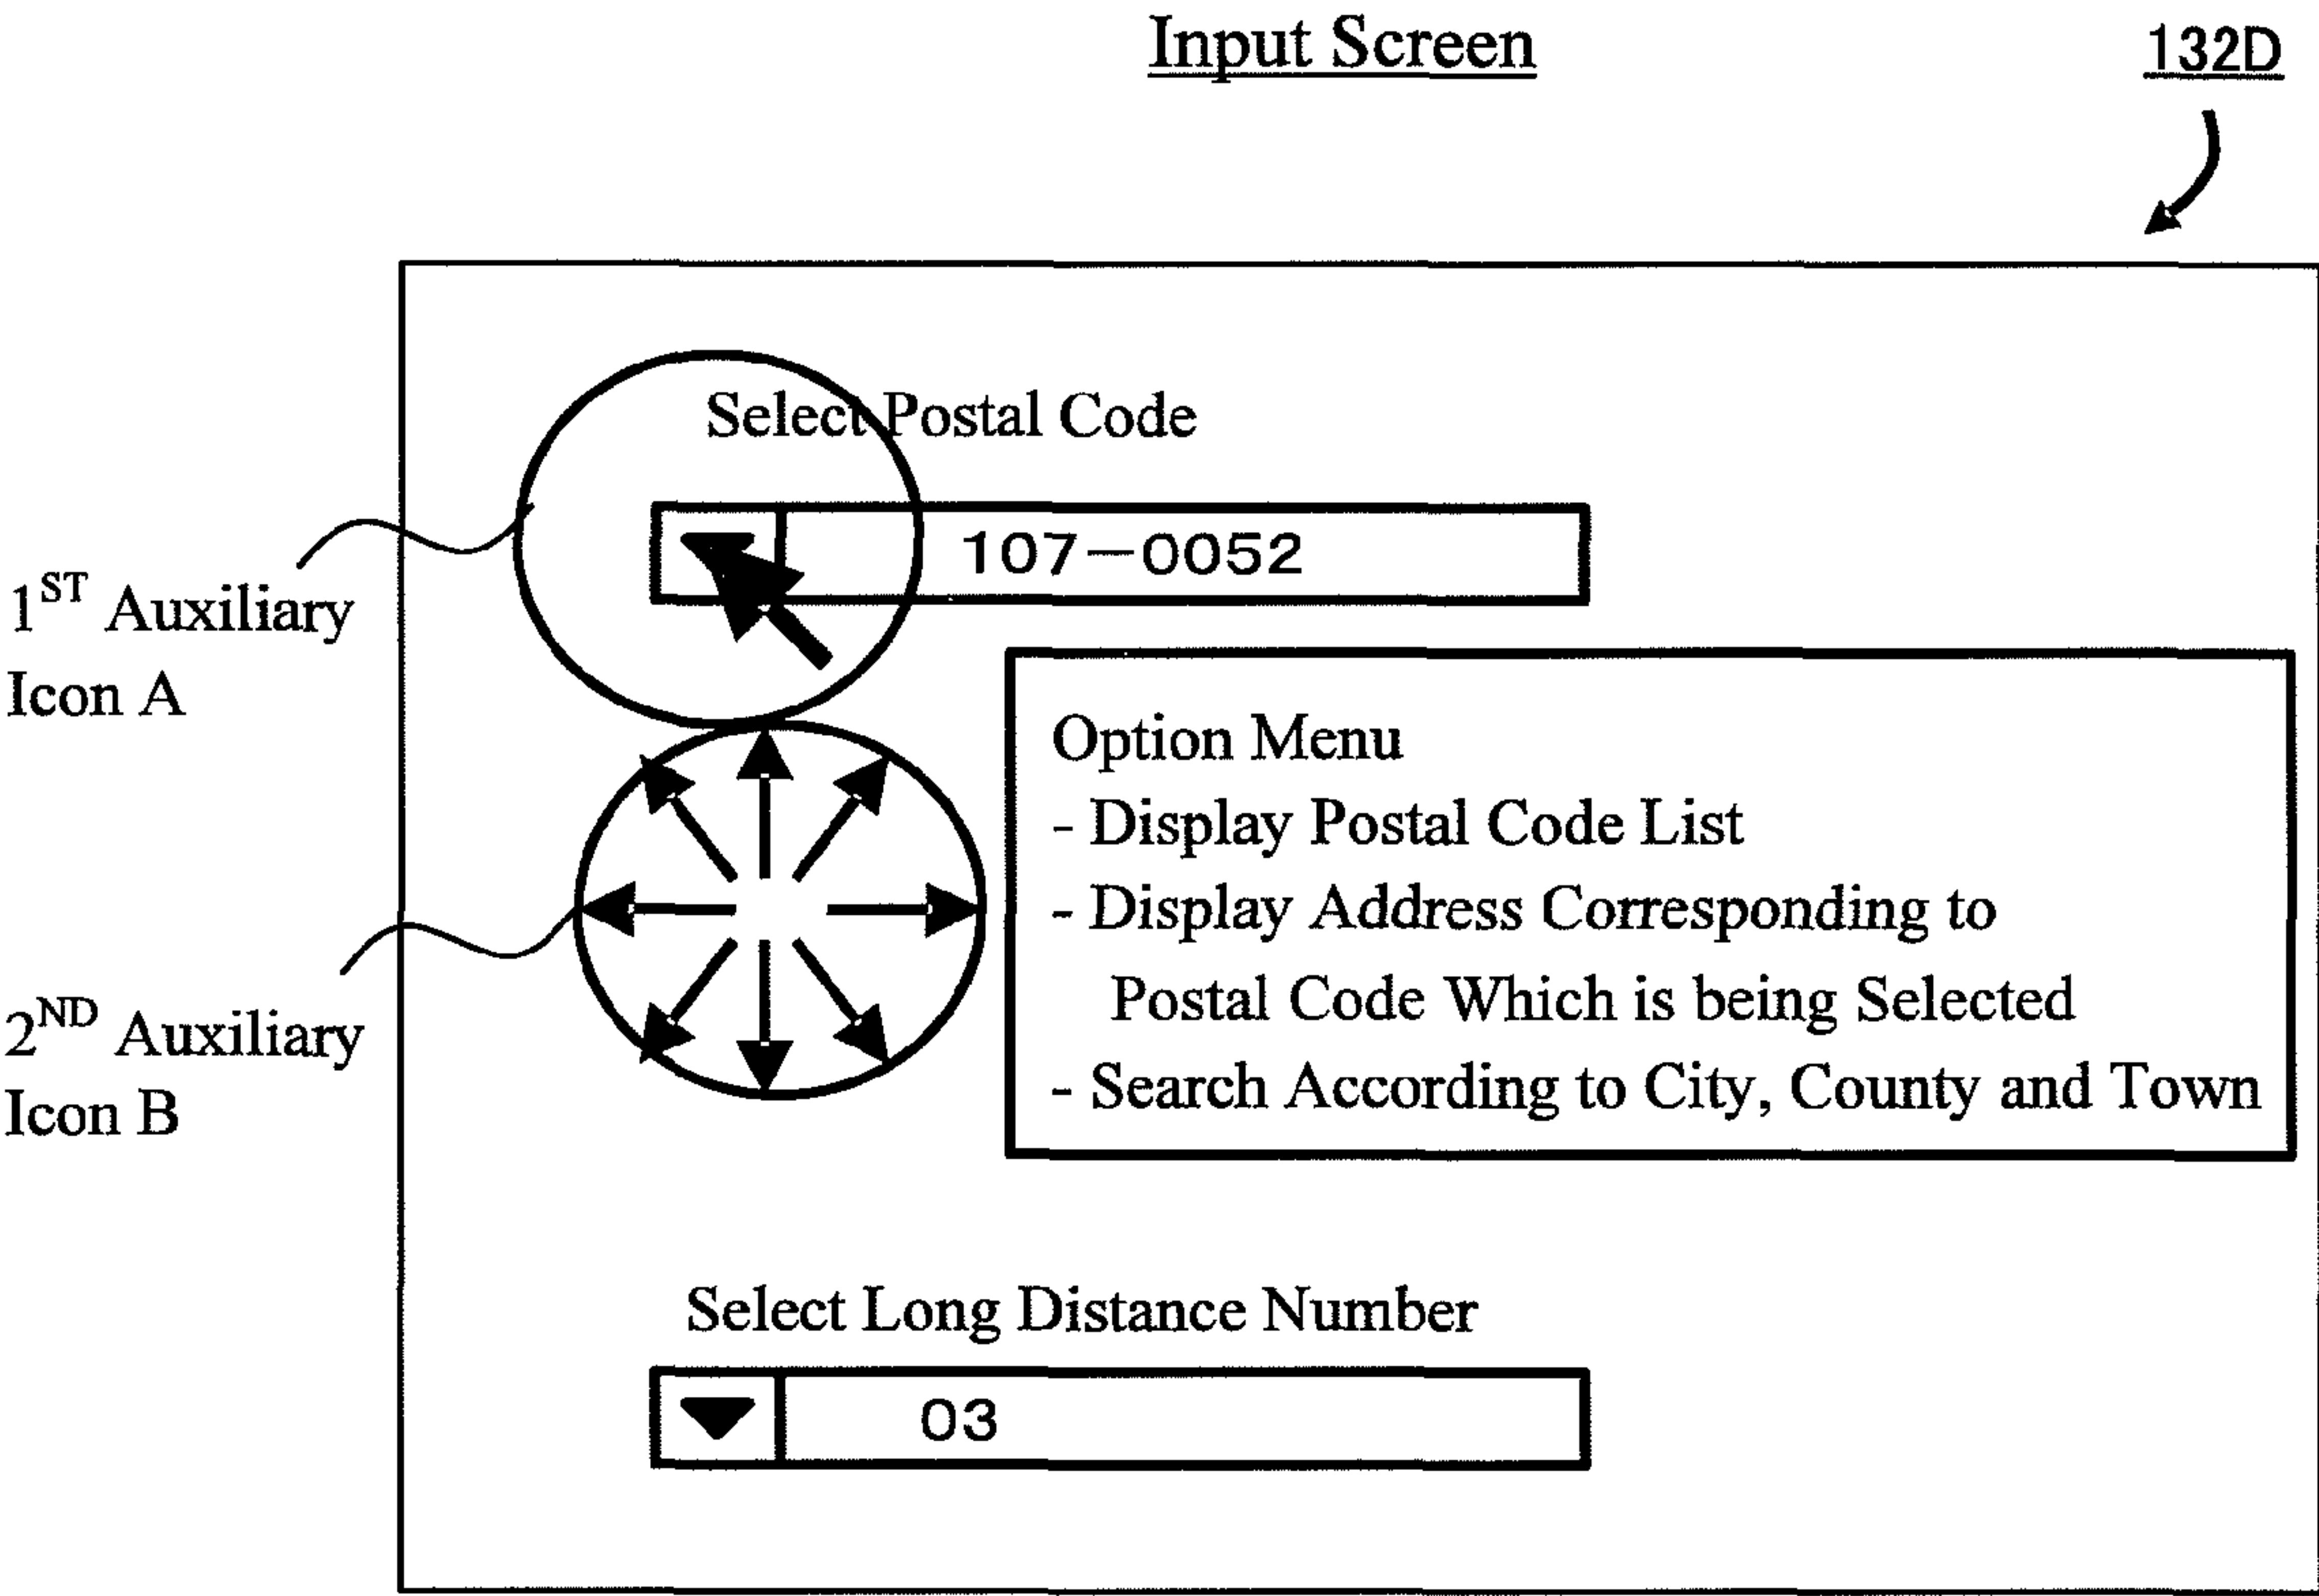 Input Screen
132D
Select Postal Code
107-0052
1ST Auxiliary
Icon A
Option Menu
- Display Postal Code List
- Display Address Corresponding to
Postal Code Which is being Selected
- Search According to City, County and Town
2ND Auxiliary
Icon B
Select Long Distance Number
03